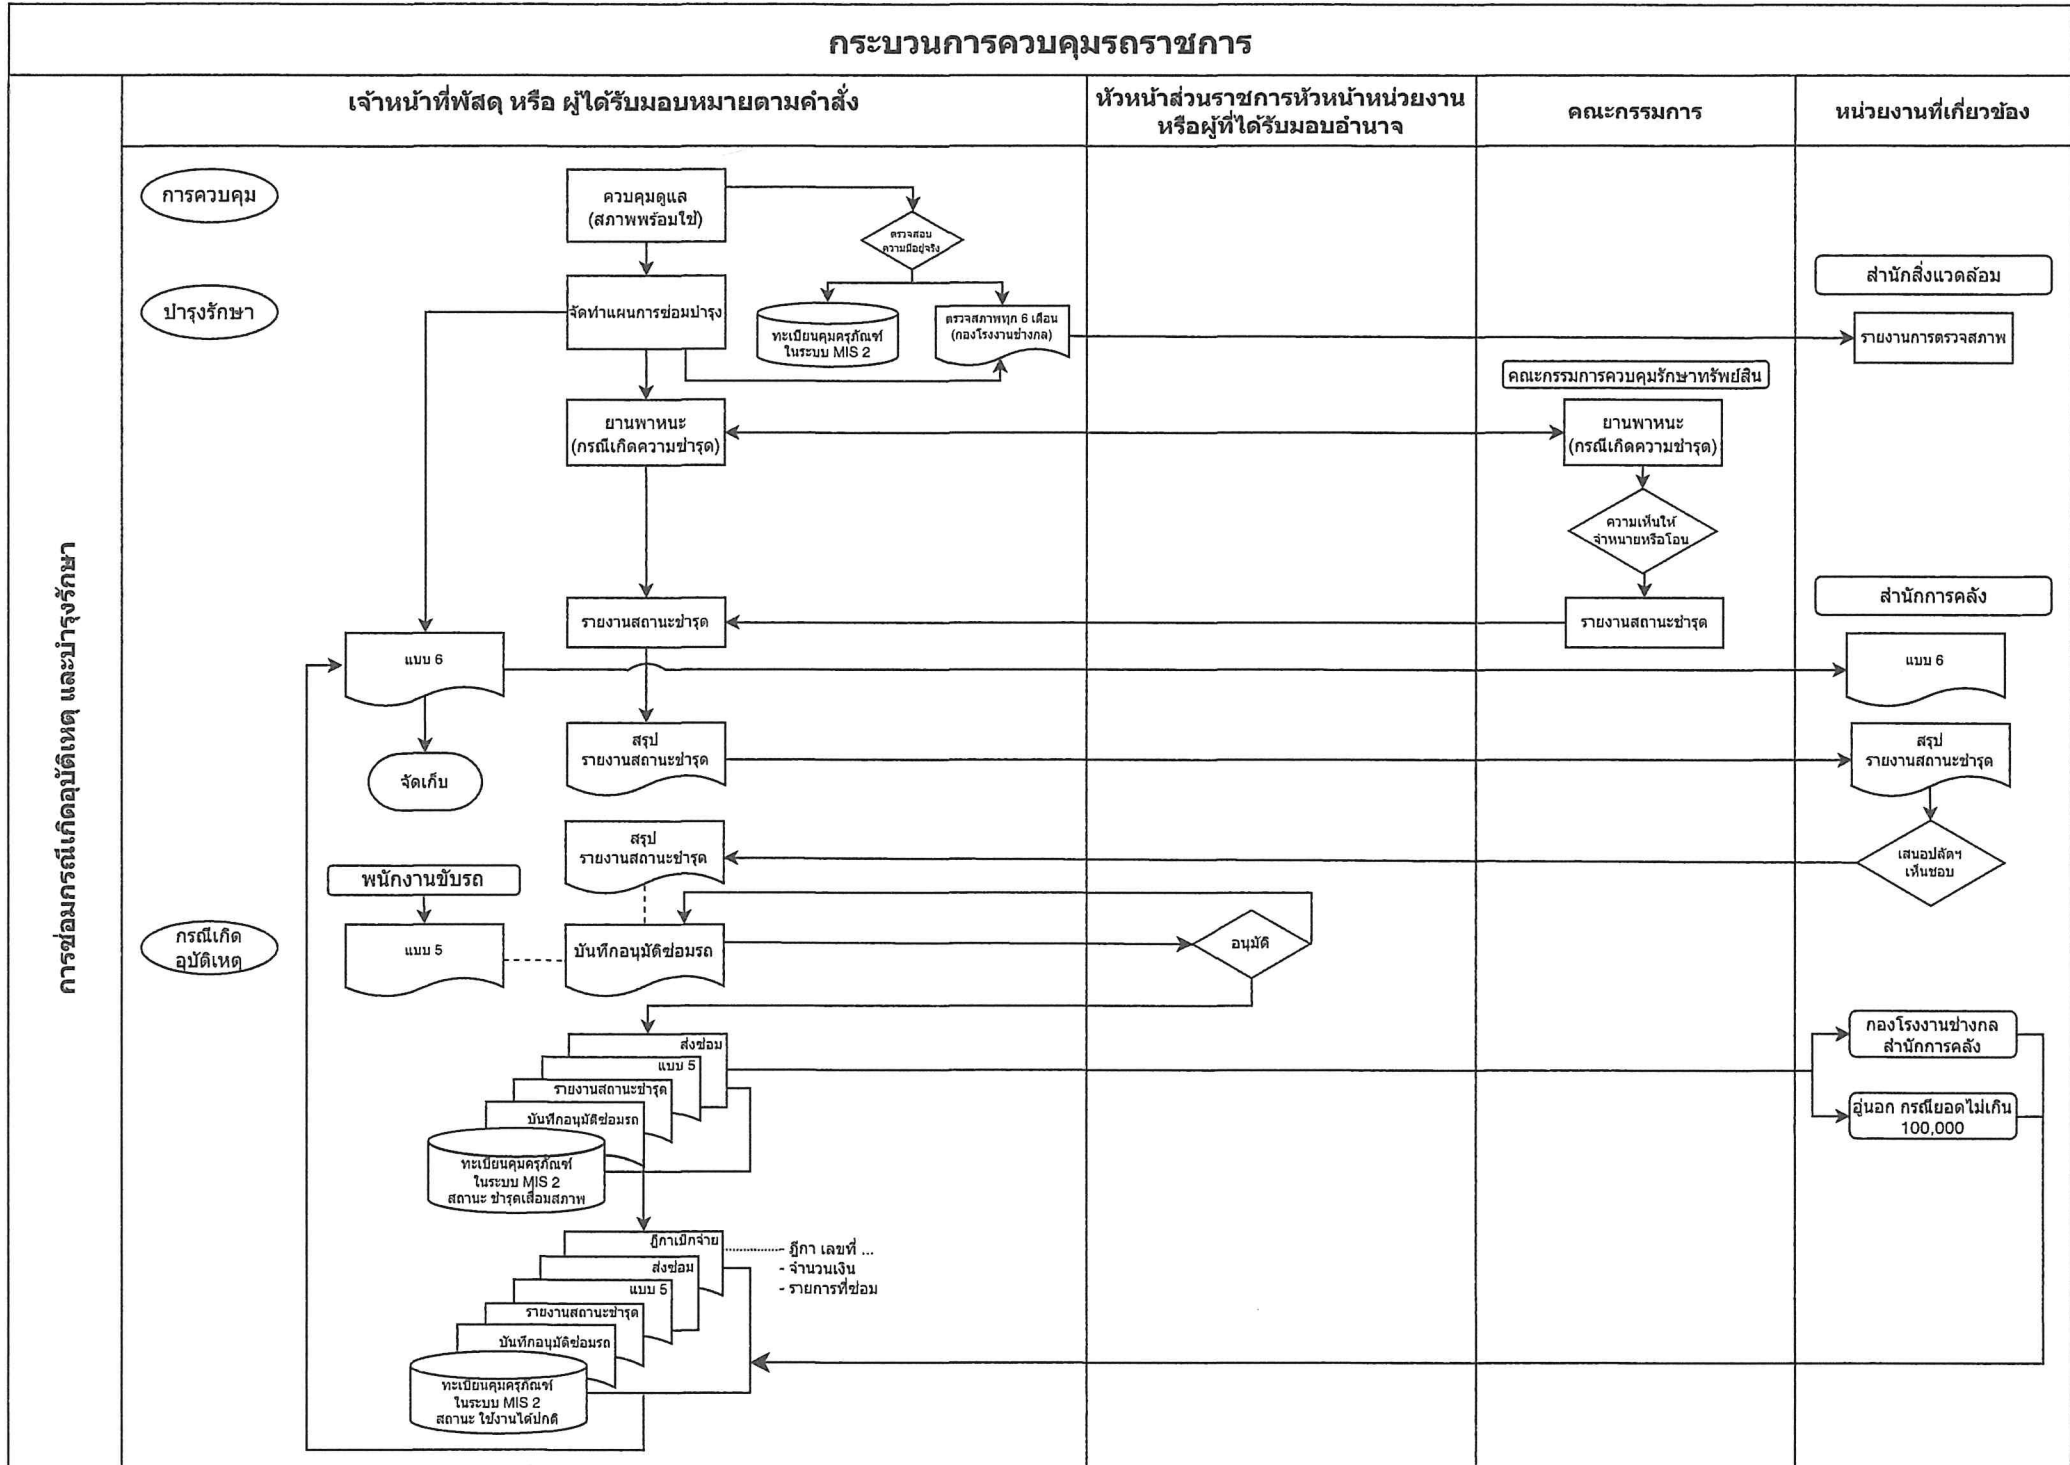 กระบวนการควบคุมรถราชการ
เจ้าหน้าที่พัสดุ หรือ ผู้ได้รับมอบหมายตามคำสั่ง
หัวหน้าส่วนราชการหัวหน้าหน่วยงาน
หรือผู้ที่ได้รับมอบอำนาจ
คณะกรรมการ
หน่วยงานที่เกี่ยวข้อง
การซ่อมกรณีเกิดอุบัติเหตุ และบำรุงรักษา
การควบคุม
ควบคุมดูแล
(สภาพพร้อมใช้)
ตรวจสอบ
ความมีอยู่จริง
สำนักสิ่งแวดล้อม
บำรุงรักษา
จัดทำแผนการซ่อมบำรุง
ทะเบียนคุมครุภัณฑ์
ในระบบ MIS 2
ตรวจสภาพทุก 6 เดือน
(กองโรงงานช่างกล)
รายงานการตรวจสภาพ
คณะกรรมการควบคุมรักษาทรัพย์สิน
ยานพาหนะ
(กรณีเกิดความชำรุด)
ยานพาหนะ
(กรณีเกิดความชำรุด)
ความเห็นให้
จำหน่ายหรือโอน
สำนักการคลัง
รายงานสถานะชำรุด
รายงานสถานะชำรุด
แบบ 6
แบบ 6
สรุป
รายงานสถานะชำรุด
สรุป
รายงานสถานะชำรุด
จัดเก็บ
สรุป
รายงานสถานะชำรุด
เสนอปลัดฯ
เห็นชอบ
พนักงานขับรถ
กรณีเกิด
อุบัติเหตุ
แบบ 5
บันทึกอนุมัติซ่อมรถ
อนุมัติ
ส่งซ่อม
แบบ 5
รายงานสถานะชำรุด
บันทึกอนุมัติซ่อมรถ
ทะเบียนคุมครุภัณฑ์
ในระบบ MIS 2
สถานะ ชำรุดเสื่อมสภาพ
กองโรงงานช่างกล
สำนักการคลัง
อู่นอก กรณียอดไม่เกิน
100,000
ฎีกาเบิกจ่าย
ส่งซ่อม
แบบ 5
รายงานสถานะชำรุด
บันทึกอนุมัติซ่อมรถ
ทะเบียนคุมครุภัณฑ์
ในระบบ MIS 2
สถานะ ใช้งานได้ปกติ
- ฎีกา เลขที่ ...
- จำนวนเงิน
- รายการที่ซ่อม